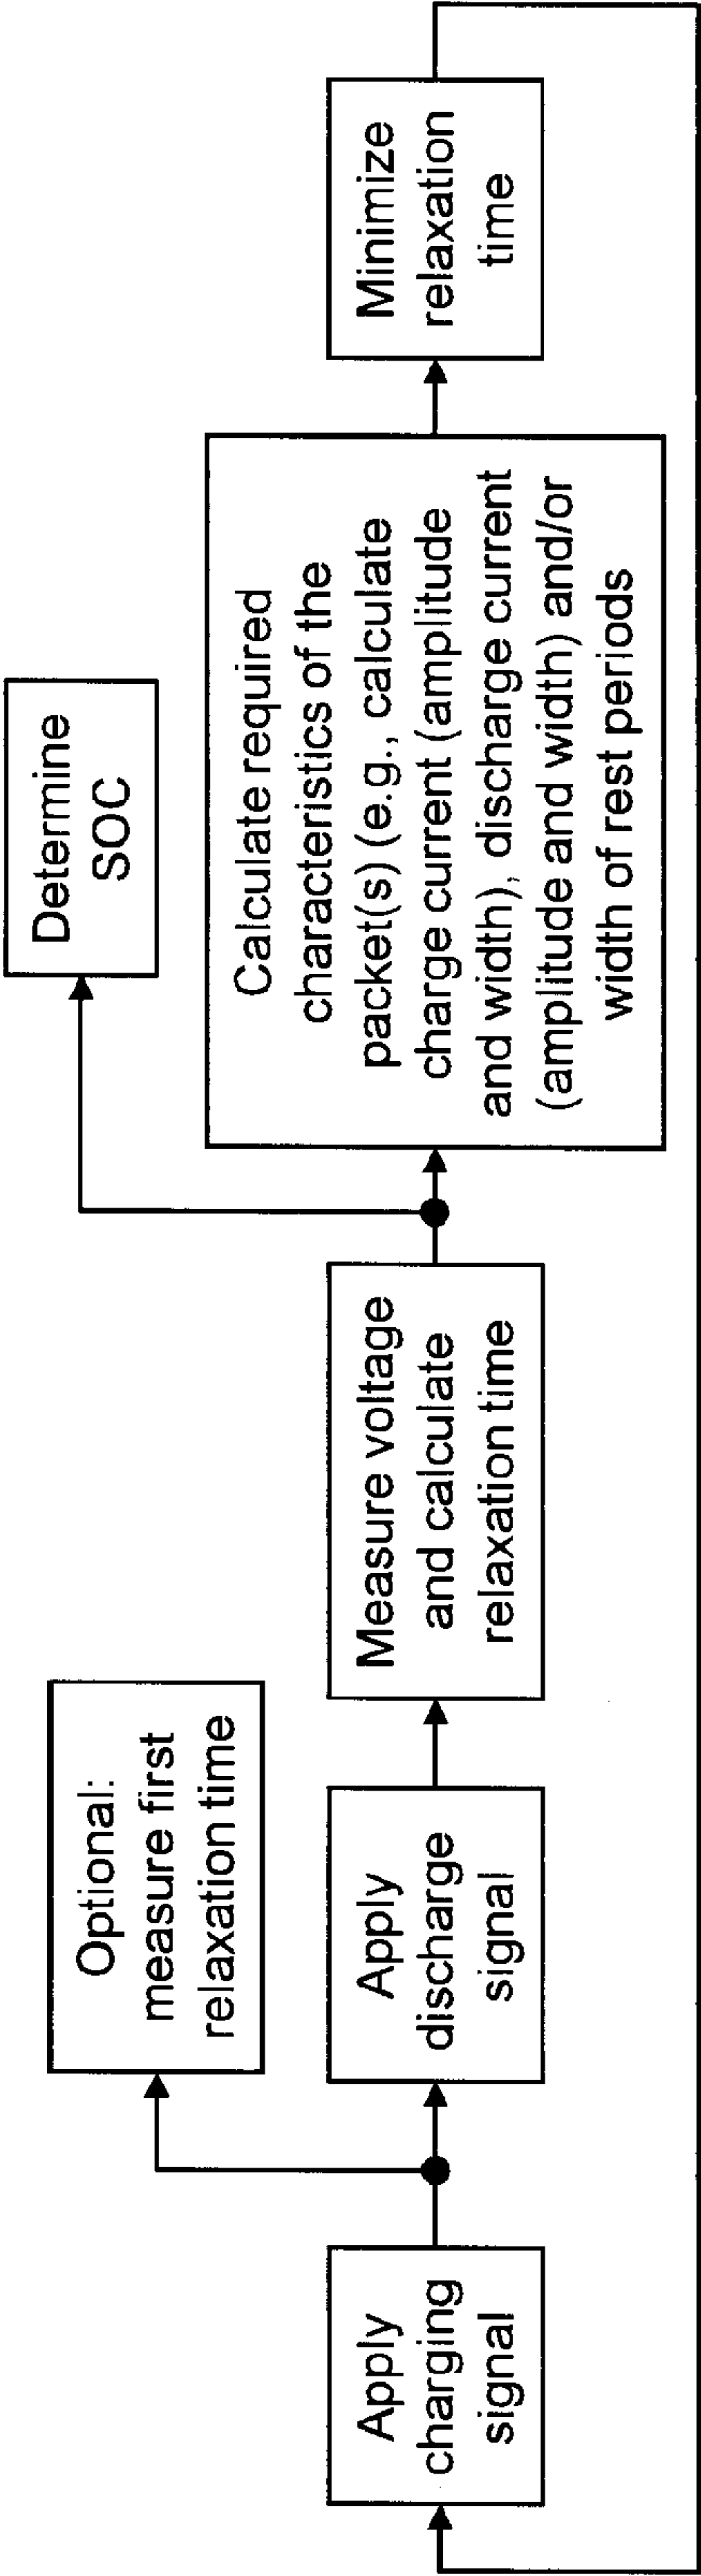 Apply
charging
signal
Optional:
measure first
relaxation time
Apply
discharge
signal
Measure voltage
and calculate
relaxation time
Determine
SOC
Calculate required
characteristics of the
packet(s) (e.g., calculate
charge current (amplitude
and width), discharge current
(amplitude and width) and/or
width of rest periods
Minimize
relaxation
time